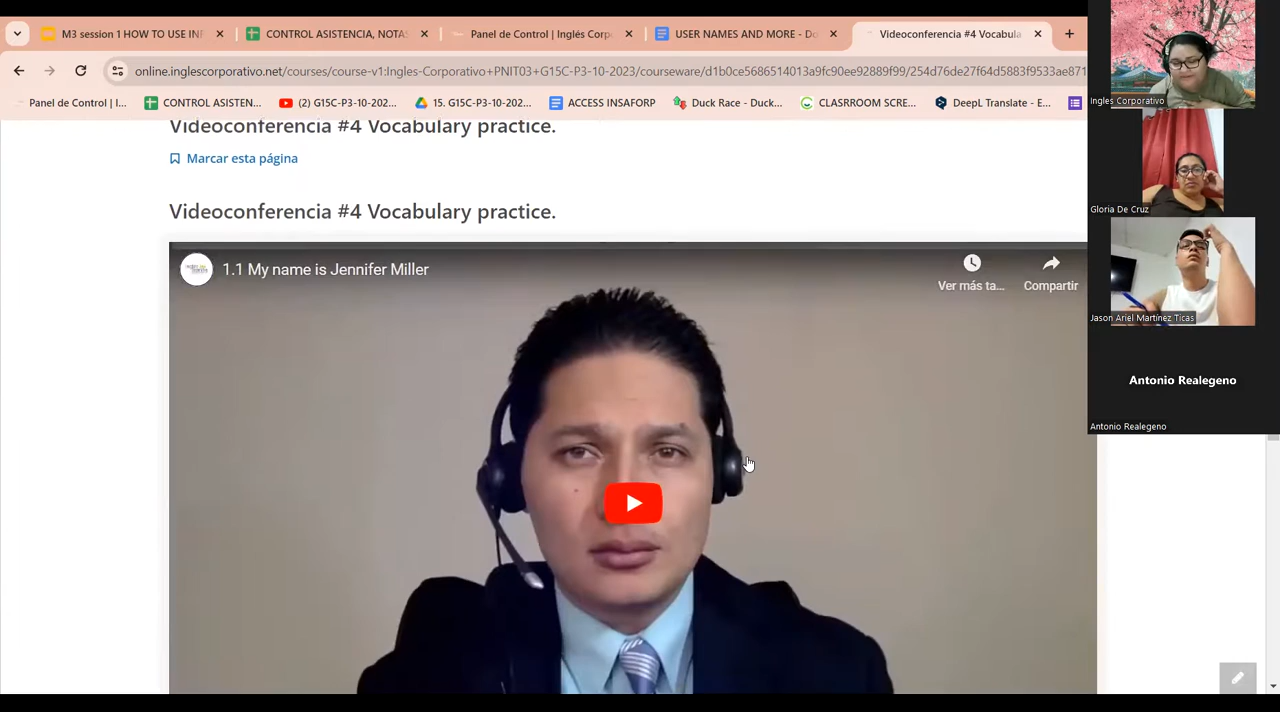 M3 session 1 HOW TO USE INF
CONTROL ASISTENCIA, NOTAS
Panel de Control | Inglés Corpo
USER NAMES AND MORE - Do
Videoconferencia #4 Vocabula
online.inglescorporativo.net/courses/course-v1:Ingles-Corporativo+PNIT03+G15C-P3-10-2023/courseware/d1b0ce5686514013a9fc90ee92889f99/254d76de27f64d5883f9533ae871
Panel de Control | I...
CONTROL ASISTEN...
(2) G15C-P3-10-202...
15. G15C-P3-10-202...
ACCESS INSAFORP
Duck Race - Duck...
CLASRROOM SCRE...
DeepL Translate - E...
Videoconferencia #4 Vocabulary practice.
Marcar esta página
Videoconferencia #4 Vocabulary practice.
1.1 My name is Jennifer Miller
Ver más ta...
Compartir
Ingles Corporativo
Gloria De Cruz
Jason Ariel Martínez Ticas
Antonio Realegeno
Antonio Realegeno